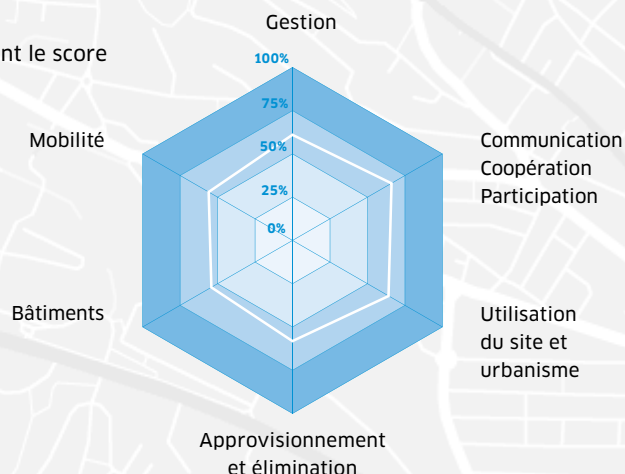 Gestion
nt le score
100%
75%
50%
25%
0%
Mobilité
Communication
Coopération
Participation
Bâtiments
Utilisation
du site et
urbanisme
Approvisionnement
et élimination